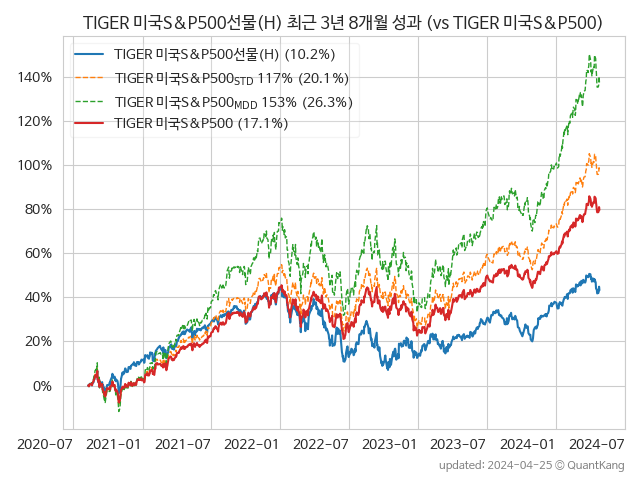 TIGER 미국S&P500선물(H) 최근 3년 8개월 성과 (vs TIGER 미국S&P500)
TIGER 미국S&P500선물(H) (10.2%)
TIGER 미국S&P500STD 117% (20.1%)
TIGER 미국S&P500MDD 153% (26.3%)
TIGER 미국S&P500 (17.1%)
140%
120%
100%
80%
60%
40%
20%
0%
2020-07 2021-01 2021-07 2022-01 2022-07 2023-01 2023-07 2024-01 2024-07
updated: 2024-04-25 © QuantKang